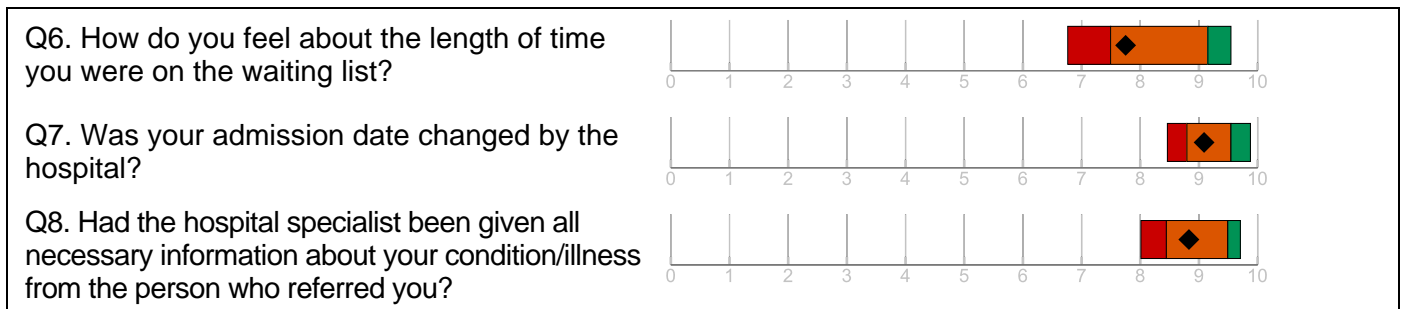 Q6. How do you feel about the length of time
you were on the waiting list?
0 1 2 3 4 5 6 7 8 9 10
Q7. Was your admission date changed by the
hospital?
0 1 2 3 4 5 6 7 8 9 10
Q8. Had the hospital specialist been given all
necessary information about your condition/illness
from the person who referred you?
0 1 2 3 4 5 6 7 8 9 10